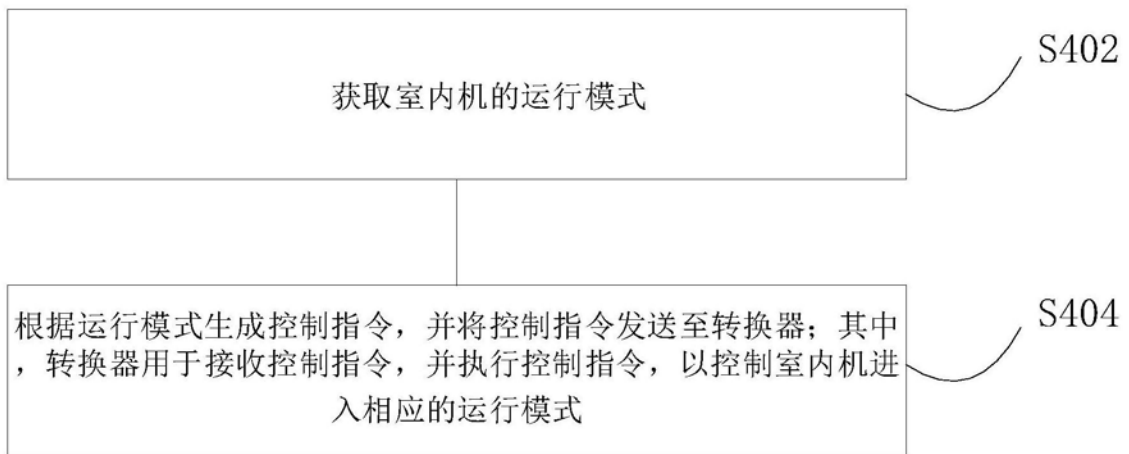 获取室内机的运行模式
S402
根据运行模式生成控制指令，并将控制指令发送至转换器；其中
，转换器用于接收控制指令，并执行控制指令，以控制室内机进
入相应的运行模式
S404